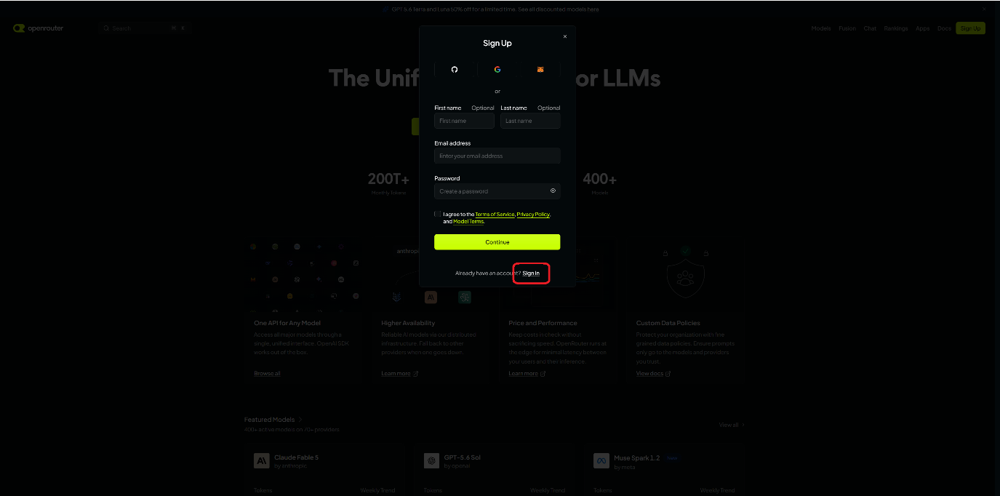 GPT-5.6 Terra and Luna 50% off for a limited time. See all discounted models here
openrouter
Search
⌘ K
Models Fusion Chat Rankings Apps Docs Sign Up
Sign Up
The Unif
or LLMs
or
First name Optional Last name Optional
First name Last name
Email address
Enter your email address
200T+
Monthly Tokens
400+
Models
Password
Create a password
I agree to the Terms of Service, Privacy Policy,
and Model Terms.
Continue
anthropic
Already have an account? Sign in
One API for Any Model
Access all major models through a
single, unified interface. OpenAI SDK
works out of the box.
Browse all
Higher Availability
Reliable AI models via our distributed
infrastructure. Fall back to other
providers when one goes down.
Learn more
Price and Performance
Keep costs in check without
sacrificing speed. OpenRouter runs at
the edge for minimal latency between
your users and their inference.
Learn more
Custom Data Policies
Protect your organization with fine
grained data policies. Ensure prompts
only go to the models and providers
you trust.
View docs
Featured Models
400+ active models on 70+ providers
View all
Claude Fable 5
by anthropic
Tokens Weekly Trend
GPT-5.6 Sol
by openai
Tokens Weekly Trend
Muse Spark 1.2
by meta
Tokens Weekly Trend